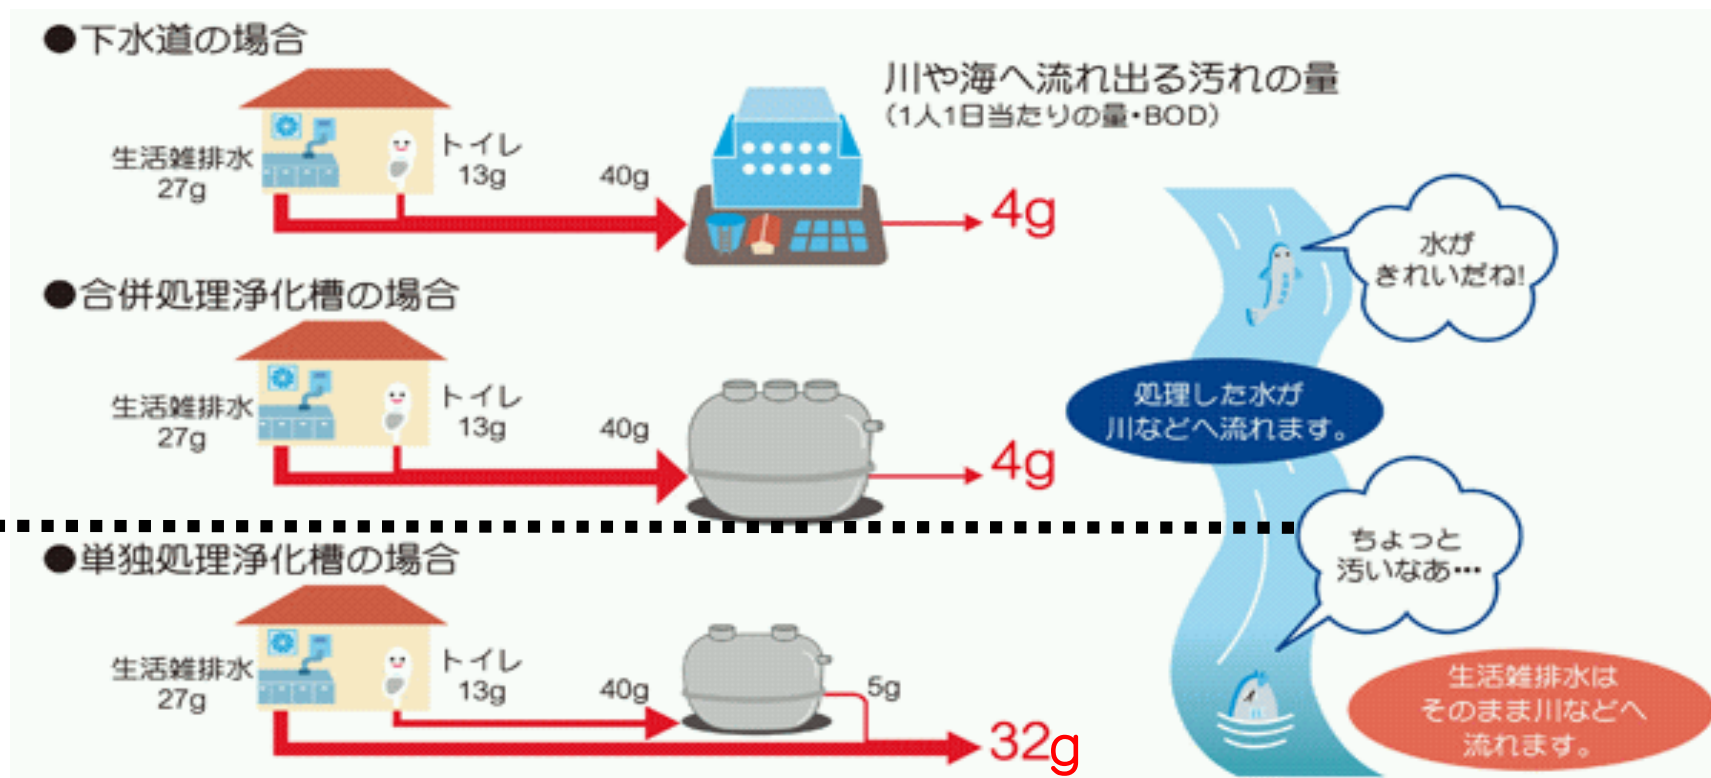 ●下水道の場合
川や海へ流れ出る汚れの量
(1人1日当たりの量・BOD)
生活雑排水
27g
トイレ
13g
40g
4g
水が
きれいだね!
●合併処理浄化槽の場合
生活雑排水
27g
トイレ
13g
40g
4g
処理した水が
川などへ流れます。
●単独処理浄化槽の場合
生活雑排水
27g
トイレ
13g
40g
5g
32g
ちょっと
汚いなあ…
生活雑排水は
そのまま川などへ
流れます。